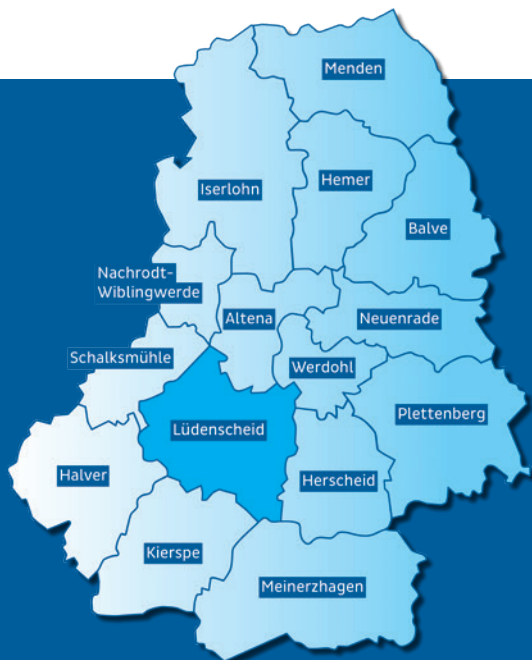 Menden
Iserlohn
Hemer
Balve
Nachrodt-
Wiblingwerde
Altena
Neuenrade
Schalksmühle
Werdohl
Plettenberg
Lüdenscheid
Halver
Herscheid
Kierspe
Meinerzhagen